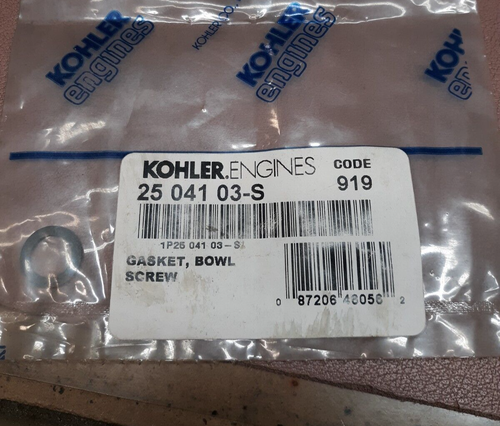 KOHLER
engines
KOHLER
engines
KOHLER
engines
KOHLER.ENGINES CODE
25 041 03-S 919
1P25 041 03-S
GASKET, BOWL
SCREW
0 87206 46056 2